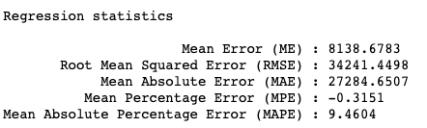 Regression statistics
Mean Error (ME) : 8138.6783
Root Mean Squared Error (RMSE) : 34241.4498
Mean Absolute Error (MAE) : 27284.6507
Mean Percentage Error (MPE) : -0.3151
Mean Absolute Percentage Error (MAPE) : 9.4604